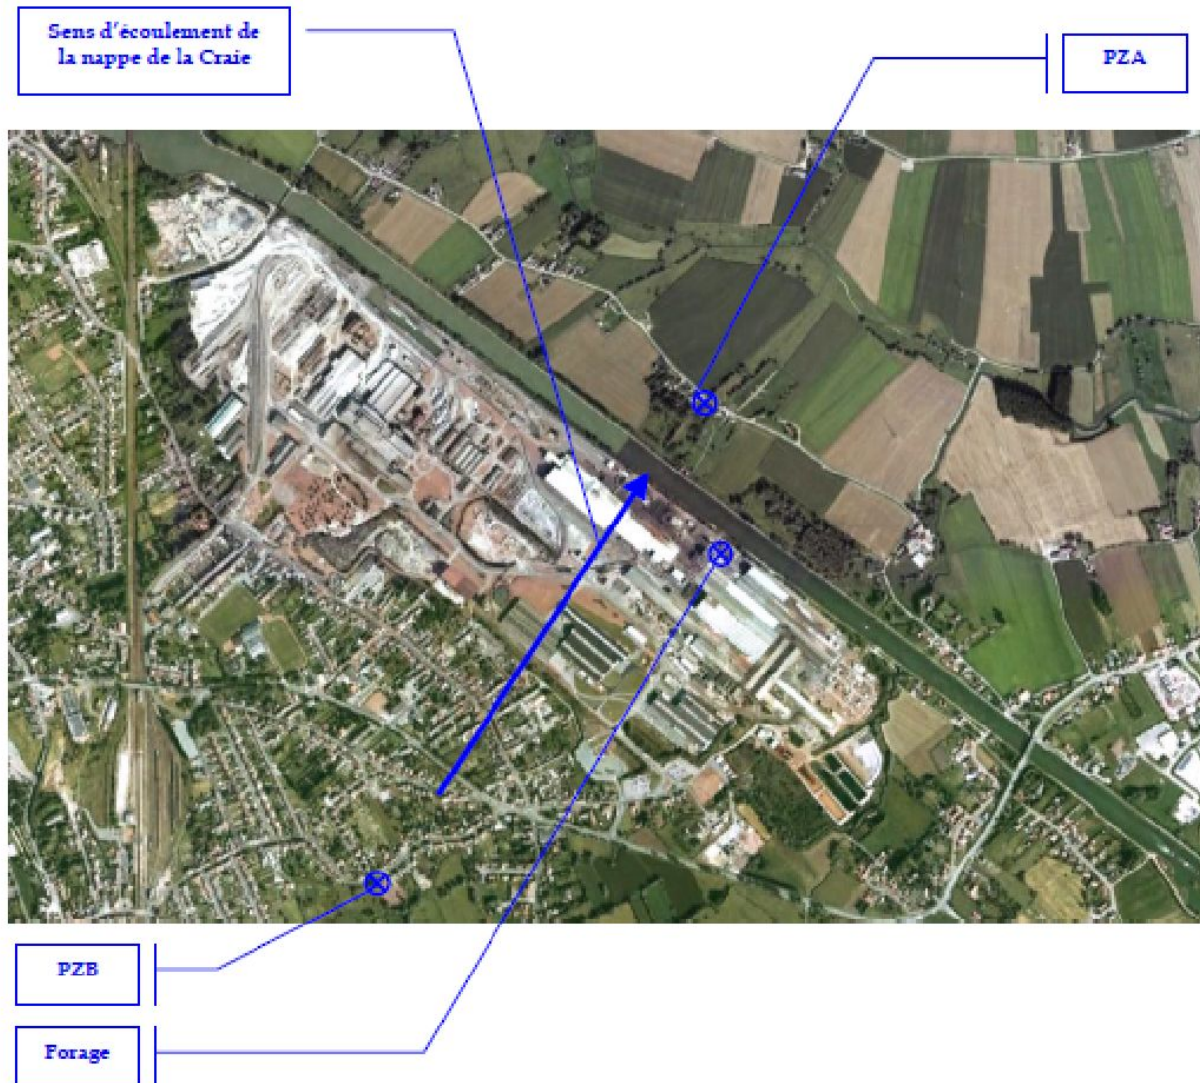 Sens d'écoulement de
la nappe de la Craie
PZA
PZB
Forage